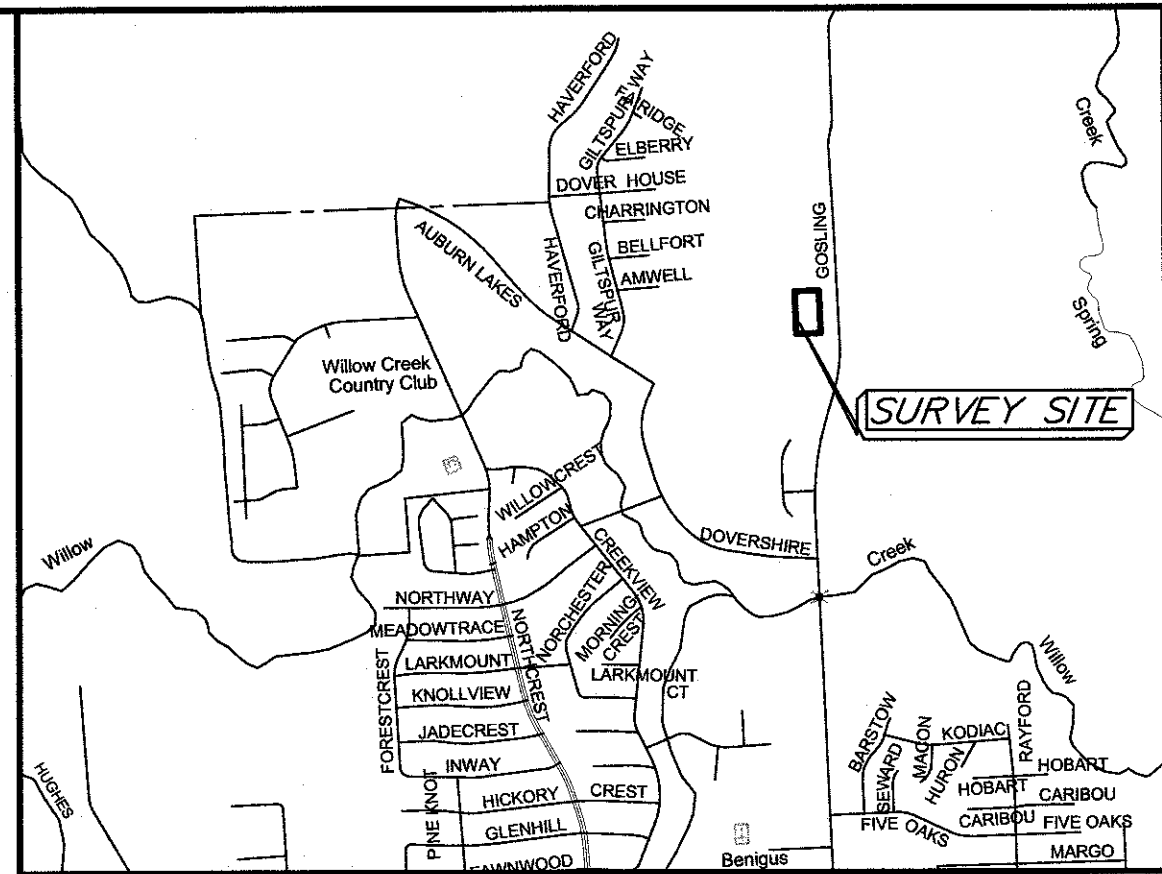 HAVERFORD
GILTSPUR WAY
RIDGE
ELBERRY
DOVER HOUSE
CHARRINGTON
BELLFORT
AMWELL
GILTSPUR
WAY
HAVERFORD
AUBURN LAKES
GOSLING
Creek
Spring
SURVEY SITE
Willow Creek
Country Club
WILLOWCREST
HAMPTON
DOVERSHIRE
Creek
Willow
Willow
CREEKVIEW
NORCHESTER
MORNING
CREST
NORTHWAY
MEADOWTRACE
NORTHCREST
LARKMOUNT
LARKMOUNT
CT
KNOLLVIEW
FORESTCREST
JADECREST
INWAY
HICKORY CREST
PINE KNOT
GLENHILL
FAWNWOOD
HUGHES
Benigus
BARSTOW
SEWARD
MACON
HURON
KODIAC
RAYFORD
HOBART
HOBART
CARIBOU
CARIBOU
FIVE OAKS
FIVE OAKS
MARGO